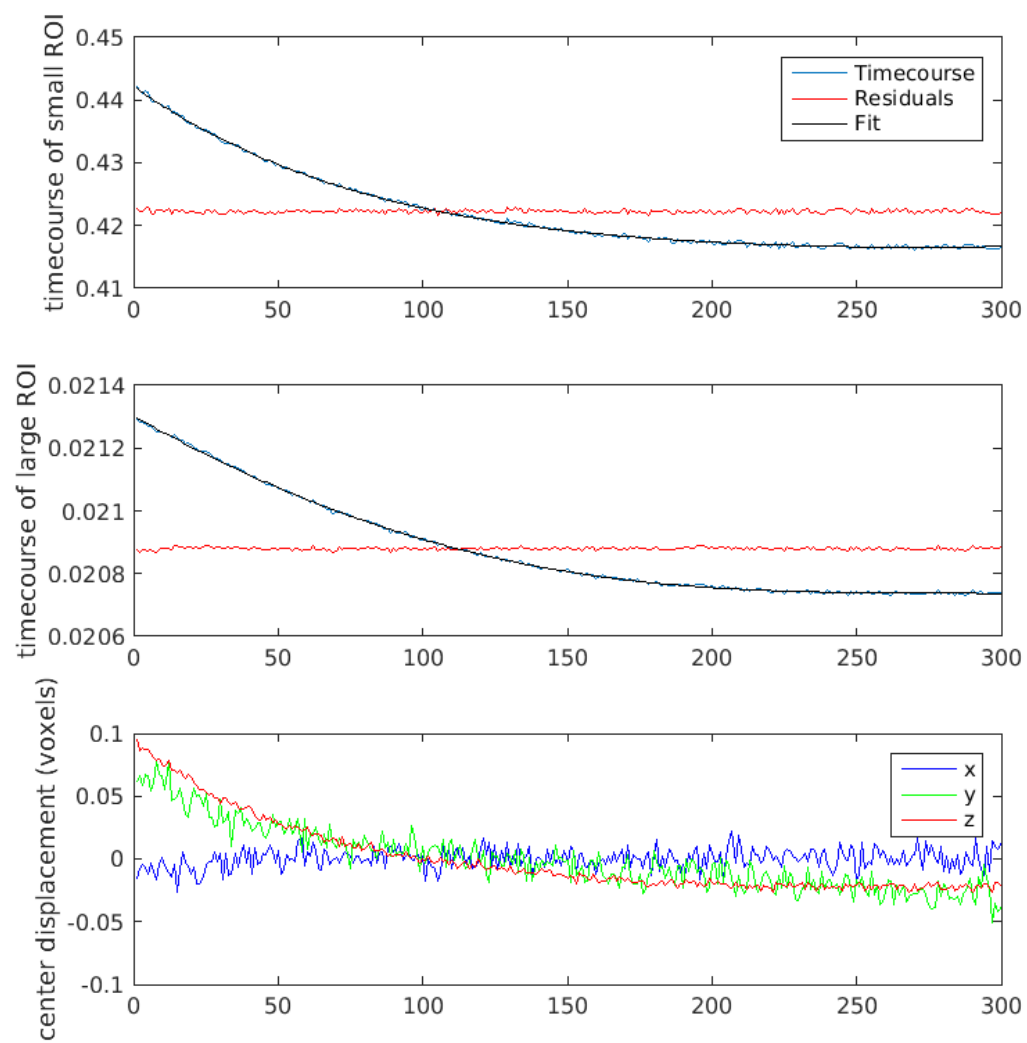 timecourse of small ROI
0.45
0.44
0.43
0.42
0.41
0 50 100 150 200 250 300
Timecourse
Residuals
Fit
timecourse of large ROI
0.0214
0.0212
0.021
0.0208
0.0206
0 50 100 150 200 250 300
center displacement (voxels)
0.1
0.05
0
-0.05
-0.1
0 50 100 150 200 250 300
x
y
z